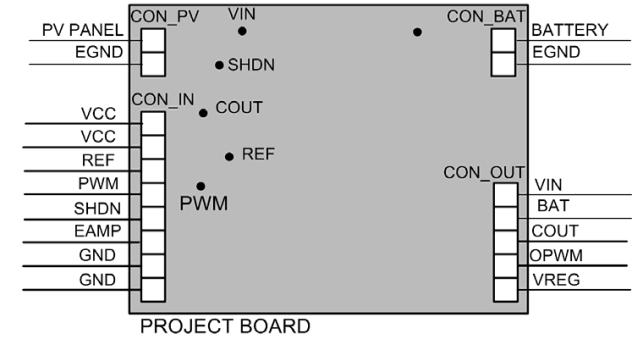 CON_PV
VIN
CON_BAT
PV PANEL
BATTERY
EGND
EGND
SHDN
CON_IN
COUT
VCC
VCC
REF
REF
CON_OUT
PWM
PWM
VIN
SHDN
BAT
EAMP
COUT
GND
OPWM
GND
VREG
PROJECT BOARD